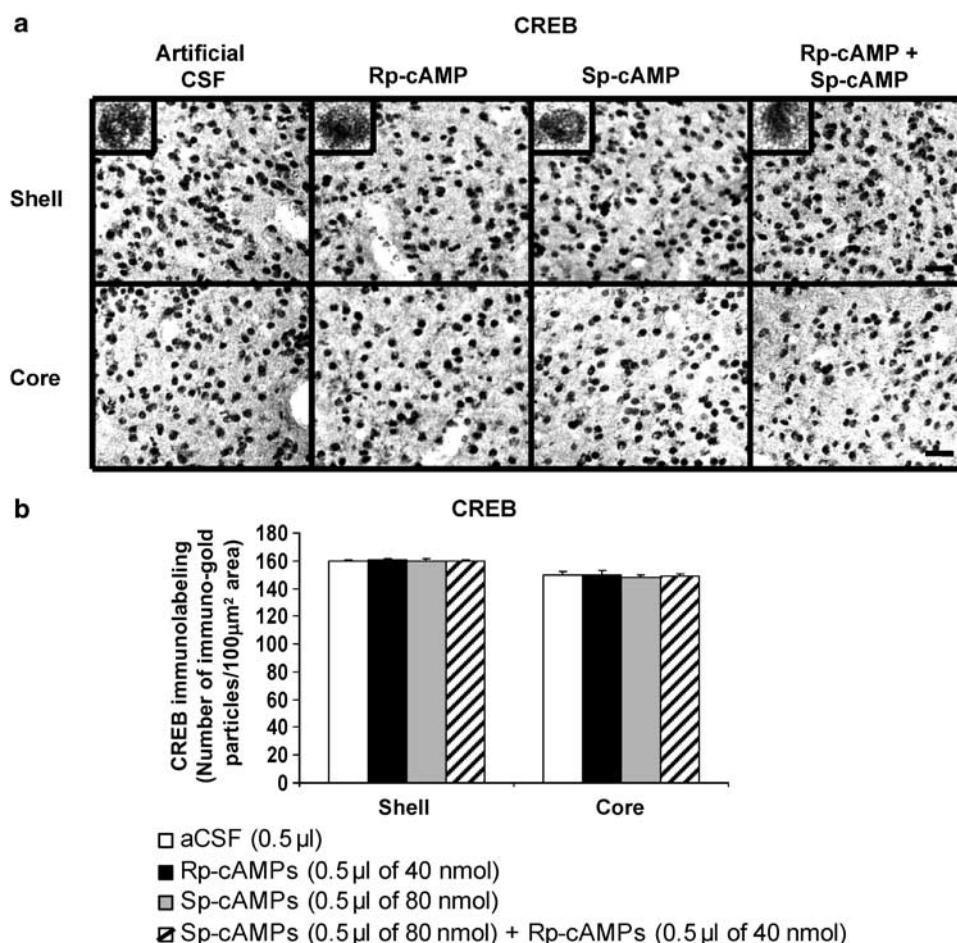 a
CREB
Artificial
CSF
Rp-cAMP
Sp-cAMP
Rp-cAMP +
Sp-cAMP
Shell
Core
b
CREB
CREB immunolabeling
(Number of immuno-gold
particles/100μm² area)
180
160
140
120
100
80
60
40
20
0
Shell
Core
aCSF (0.5 μl)
Rp-cAMPs (0.5 μl of 40 nmol)
Sp-cAMPs (0.5 μl of 80 nmol)
Sp-cAMPs (0.5 μl of 80 nmol) + Rp-cAMPs (0.5 μl of 40 nmol)